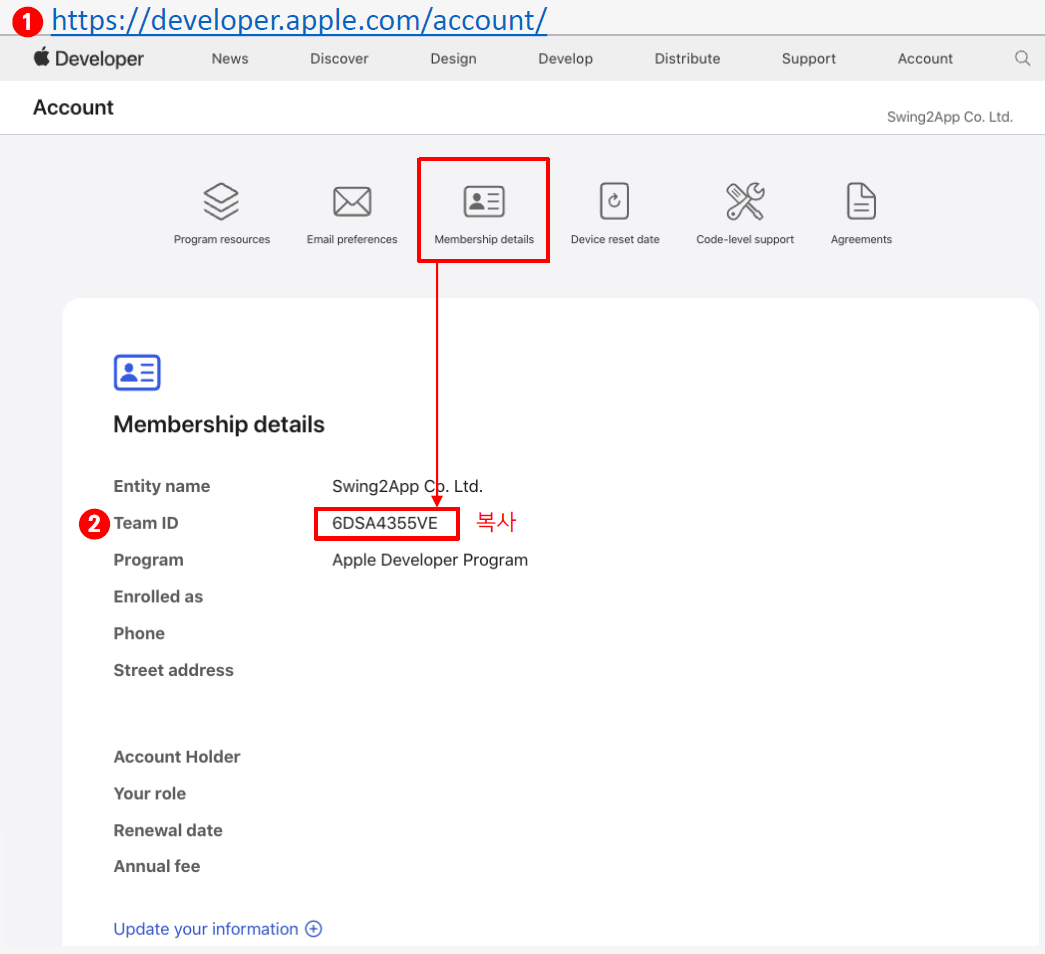 1 https://developer.apple.com/account/
Developer News Discover Design Develop Distribute Support Account
Account
Swing2App Co. Ltd.
Program resources Email preferences Membership details Device reset date Code-level support Agreements
Membership details
Entity name Swing2App Co. Ltd.
2 Team ID 6DSA4355VE 복사
Program Apple Developer Program
Enrolled as
Phone
Street address
Account Holder
Your role
Renewal date
Annual fee
Update your information